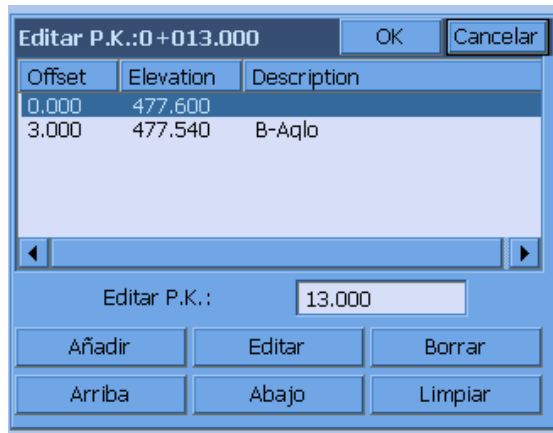 Editar P.K.:0+013.000 OK Cancelar
Offset Elevation Description
0.000 477.600
3.000 477.540 B-Aglo
Editar P.K.: 13.000
Añadir Editar Borrar
Arriba Abajo Limpiar